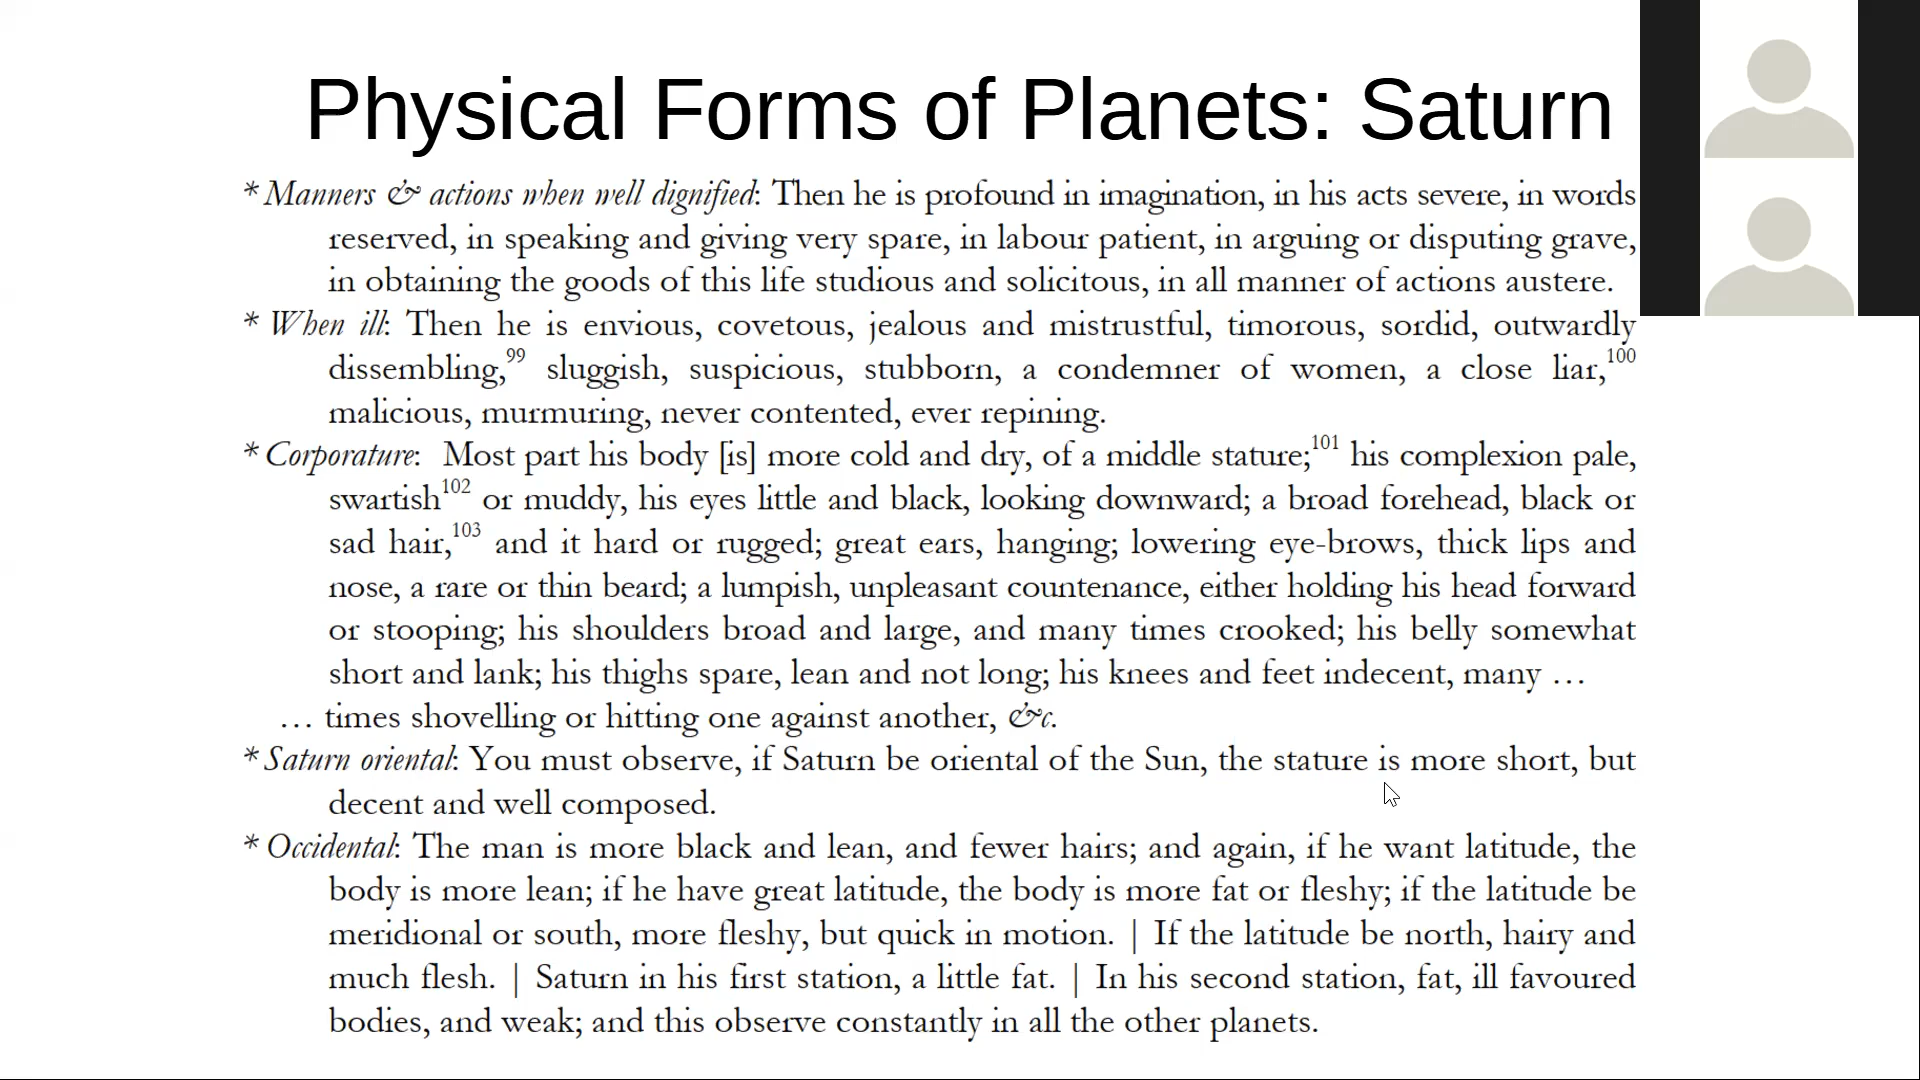 Physical Forms of Planets: Saturn
* Manners & actions when well dignified: Then he is profound in imagination, in his acts severe, in words
reserved, in speaking and giving very spare, in labour patient, in arguing or disputing grave,
in obtaining the goods of this life studious and solicitous, in all manner of actions austere.
* When ill: Then he is envious, covetous, jealous and mistrustful, timorous, sordid, outwardly
dissembling,99 sluggish, suspicious, stubborn, a condemner of women, a close liar,100
malicious, murmuring, never contented, ever repining.
* Corporature: Most part his body [is] more cold and dry, of a middle stature;101 his complexion pale,
swartish102 or muddy, his eyes little and black, looking downward; a broad forehead, black or
sad hair,103 and it hard or rugged; great ears, hanging; lowering eye-brows, thick lips and
nose, a rare or thin beard; a lumpish, unpleasant countenance, either holding his head forward
or stooping; his shoulders broad and large, and many times crooked; his belly somewhat
short and lank; his thighs spare, lean and not long; his knees and feet indecent, many …
… times shovelling or hitting one against another, &c.
* Saturn oriental: You must observe, if Saturn be oriental of the Sun, the stature is more short, but
decent and well composed.
* Occidental: The man is more black and lean, and fewer hairs; and again, if he want latitude, the
body is more lean; if he have great latitude, the body is more fat or fleshy; if the latitude be
meridional or south, more fleshy, but quick in motion. | If the latitude be north, hairy and
much flesh. | Saturn in his first station, a little fat. | In his second station, fat, ill favoured
bodies, and weak; and this observe constantly in all the other planets.